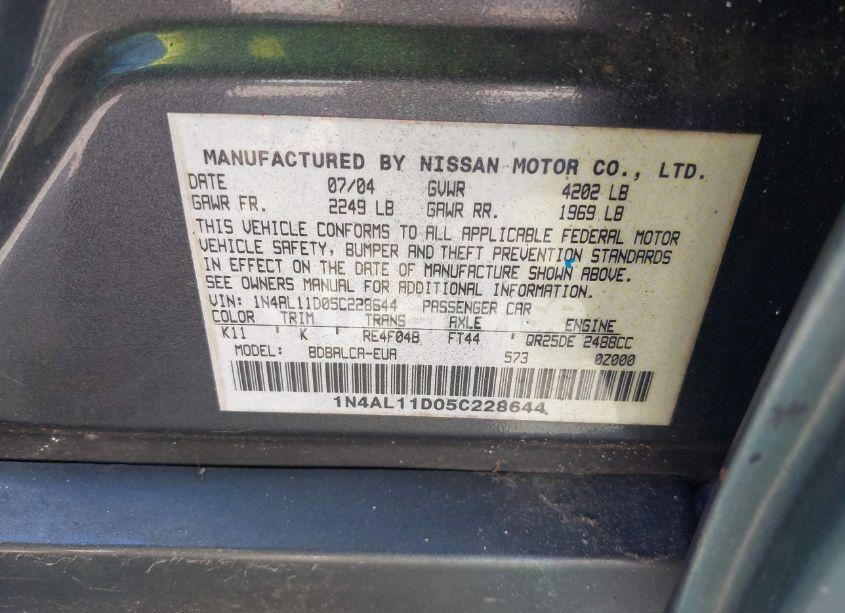 MANUFACTURED BY NISSAN MOTOR CO., LTD.
DATE 07/04 GVWR 4202 LB
GAWR FR. 2249 LB GAWR RR. 1969 LB
THIS VEHICLE CONFORMS TO ALL APPLICABLE FEDERAL MOTOR
VEHICLE SAFETY, BUMPER AND THEFT PREVENTION STANDARDS
IN EFFECT ON THE DATE OF MANUFACTURE SHOWN ABOVE.
SEE OWNERS MANUAL FOR ADDITIONAL INFORMATION.
VIN: 1N4AL11D05C228644 PASSENGER CAR
COLOR TRIM TRANS AXLE ENGINE
K11 ' K ' RE4F04B FT44 ' QR25DE 2488CC
MODEL: BDBALCA-EUA 573 0Z000
1N4AL11D05C228644